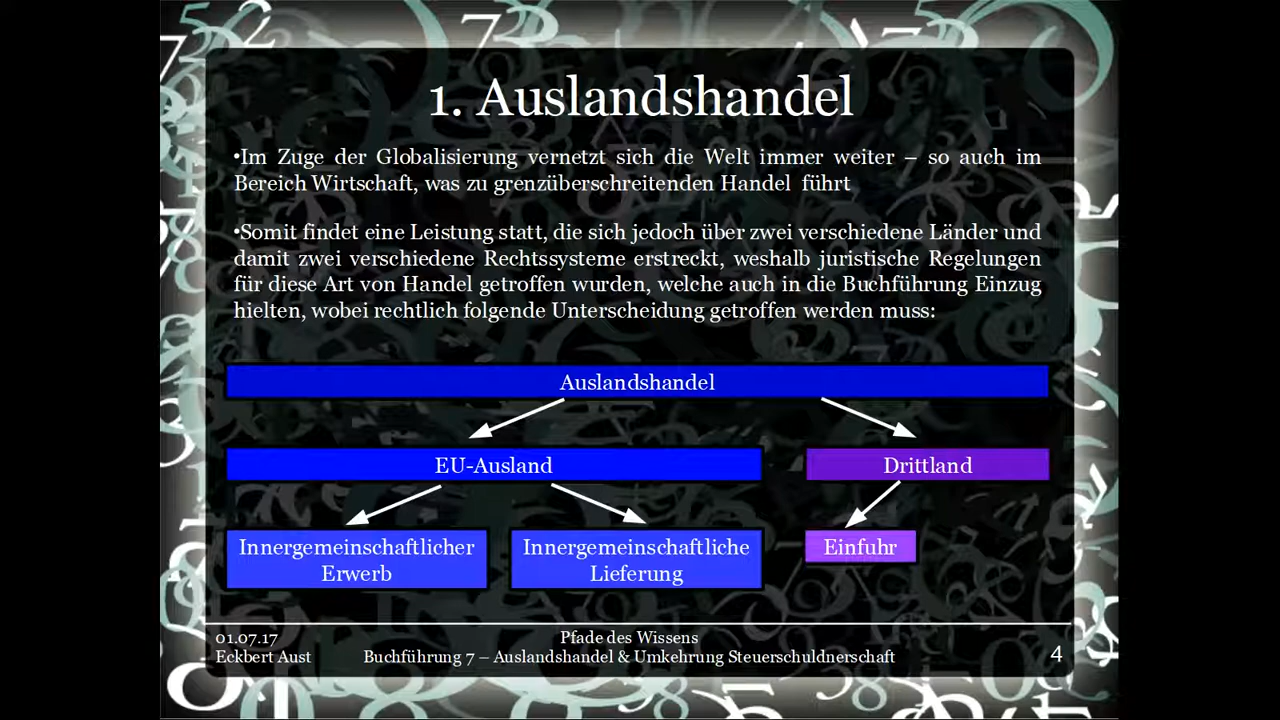 1. Auslandshandel
•Im Zuge der Globalisierung vernetzt sich die Welt immer weiter – so auch im
Bereich Wirtschaft, was zu grenzüberschreitenden Handel führt
•Somit findet eine Leistung statt, die sich jedoch über zwei verschiedene Länder und
damit zwei verschiedene Rechtssysteme erstreckt, weshalb juristische Regelungen
für diese Art von Handel getroffen wurden, welche auch in die Buchführung Einzug
hielten, wobei rechtlich folgende Unterscheidung getroffen werden muss:
Auslandshandel
EU-Ausland
Drittland
Innergemeinschaftlicher
Erwerb
Innergemeinschaftliche
Lieferung
Einfuhr
01.07.17
Eckbert Aust
Pfade des Wissens
Buchführung 7 – Auslandshandel & Umkehrung Steuerschuldnerschaft
4